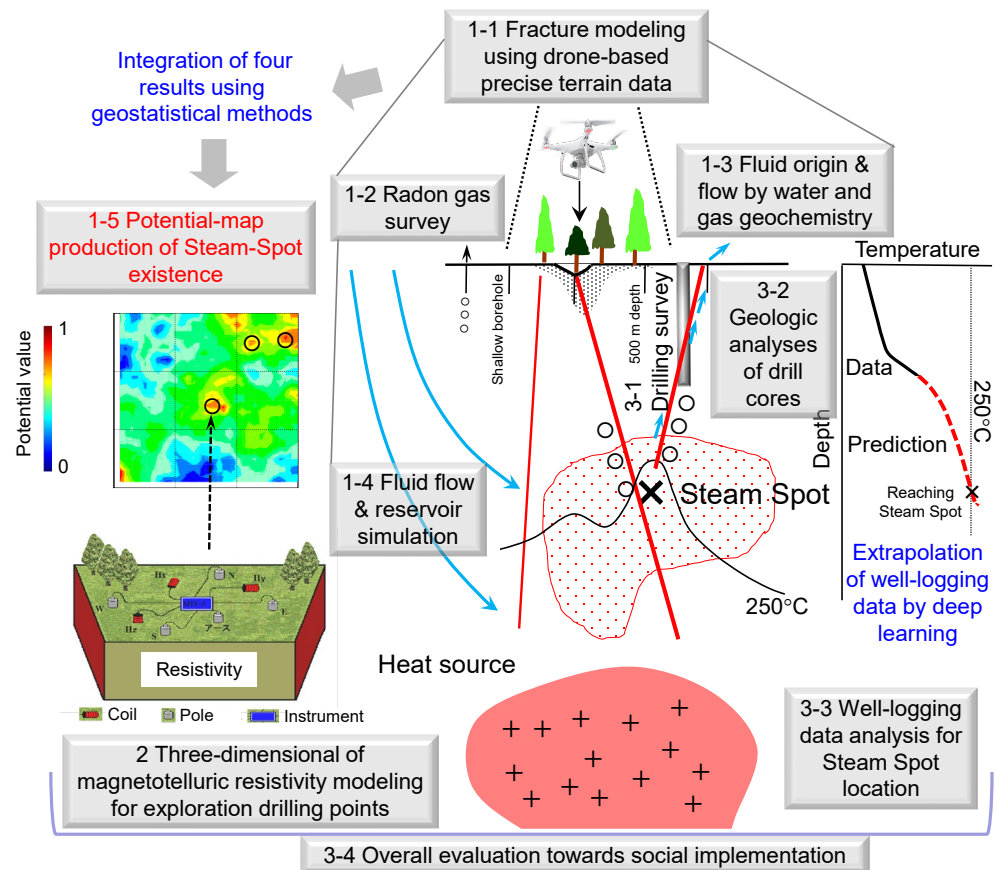 1-1 Fracture modeling
using drone-based
precise terrain data
Integration of four
results using
geostatistical methods
1-2 Radon gas
survey
1-3 Fluid origin &
flow by water and
gas geochemistry
1-5 Potential-map
production of Steam-Spot
existence
Temperature
Shallow borehole
500 m depth
3-1 Drilling survey
3-2
Geologic
analyses
of drill
cores
Data
250°C
Prediction
Depth
Reaching
Steam Spot
Extrapolation
of well-logging
data by deep
learning
Potential value
1
0
1-4 Fluid flow
& reservoir
simulation
Steam Spot
250°C
Hx
N
Hy
W
E
Hz
S
アース
Resistivity
Coil
Pole
Instrument
Heat source
2 Three-dimensional of
magnetotelluric resistivity modeling
for exploration drilling points
3-3 Well-logging
data analysis for
Steam Spot
location
3-4 Overall evaluation towards social implementation